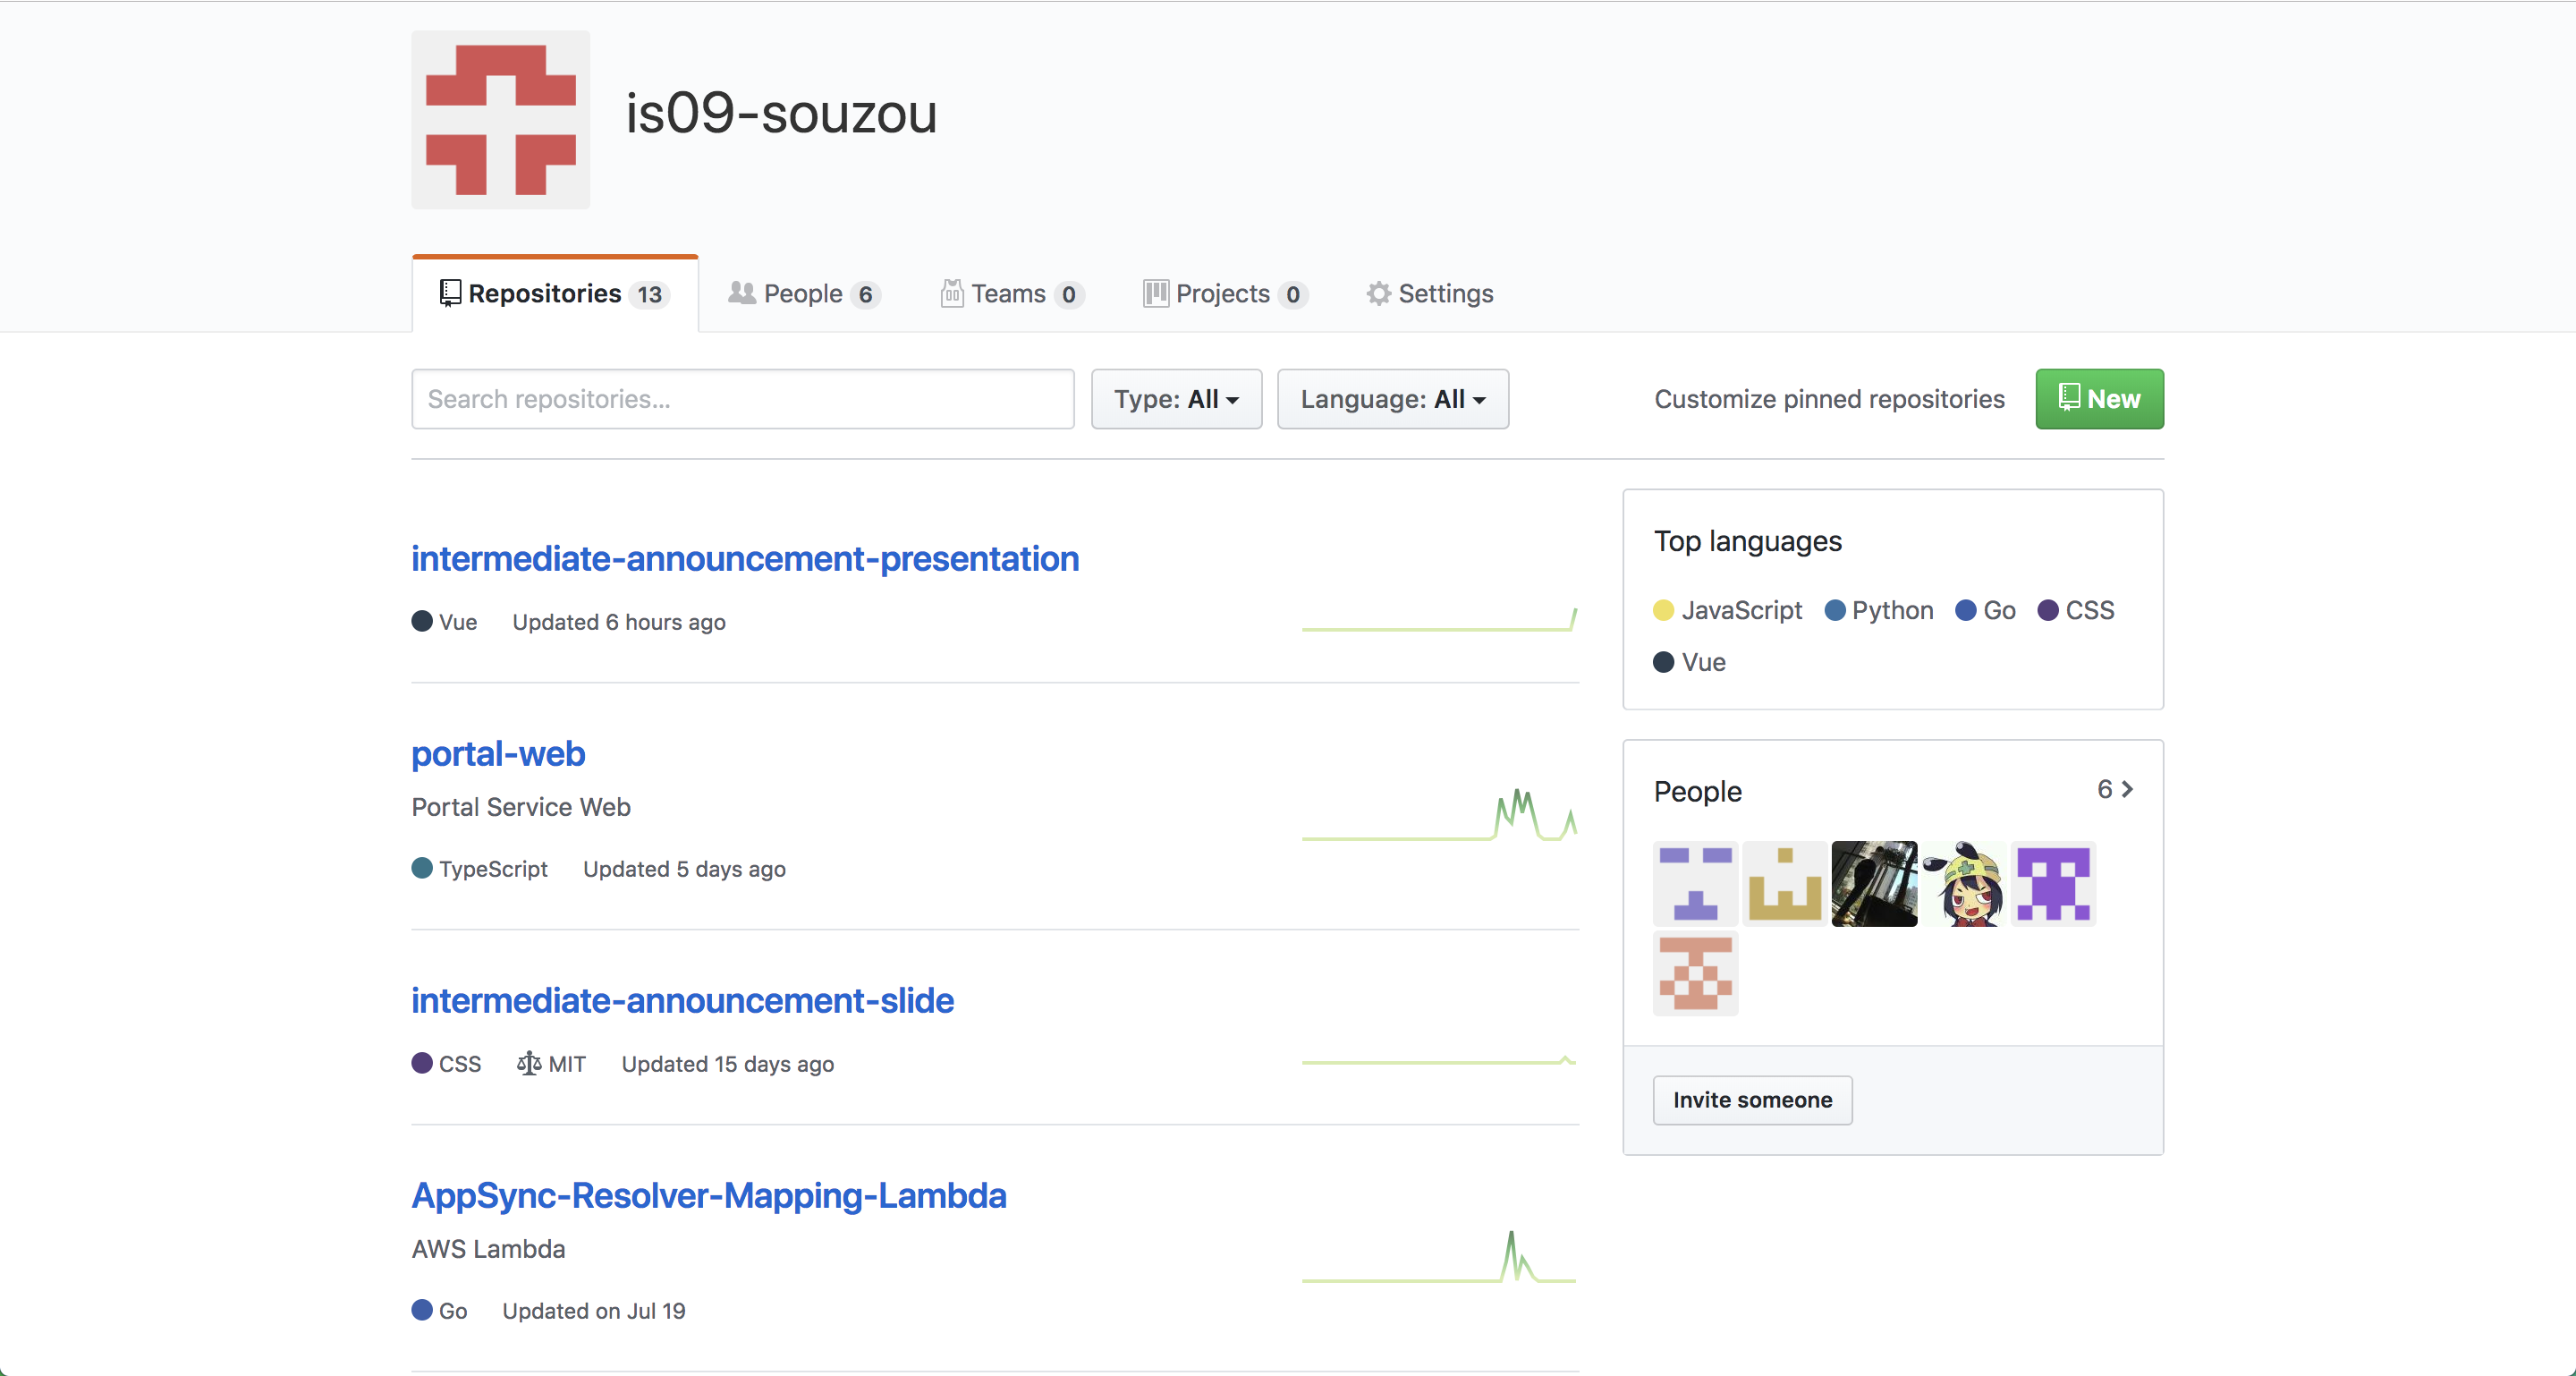 is09-souzou
Repositories 13 People 6 Teams 0 Projects 0 Settings
Search repositories... Type: All Language: All Customize pinned repositories New
intermediate-announcement-presentation
Vue Updated 6 hours ago
portal-web
Portal Service Web
TypeScript Updated 5 days ago
intermediate-announcement-slide
CSS MIT Updated 15 days ago
AppSync-Resolver-Mapping-Lambda
AWS Lambda
Go Updated on Jul 19
Top languages
JavaScript Python Go CSS
Vue
People 6
Invite someone